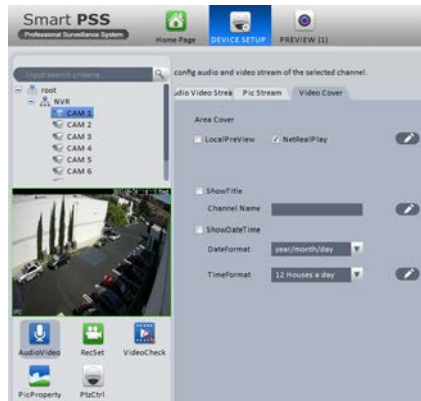 Smart PSS
Professional Surveillance System
Home Page
DEVICE SETUP
PREVIEW (1)
Input search criteria
config audio and video stream of the selected channel.
root
NVR
CAM 1
CAM 2
CAM 3
CAM 4
CAM 5
CAM 6
udio Video Strea
Pic Stream
Video Cover
Area Cover
LocalPreView
NetRealPlay
ShowTitle
Channel Name
ShowDateTime
DateFormat
year/month/day
TimeFormat
12 Houses a day
AudioVideo
RecSet
VideoCheck
PicProperty
PtzCtrl